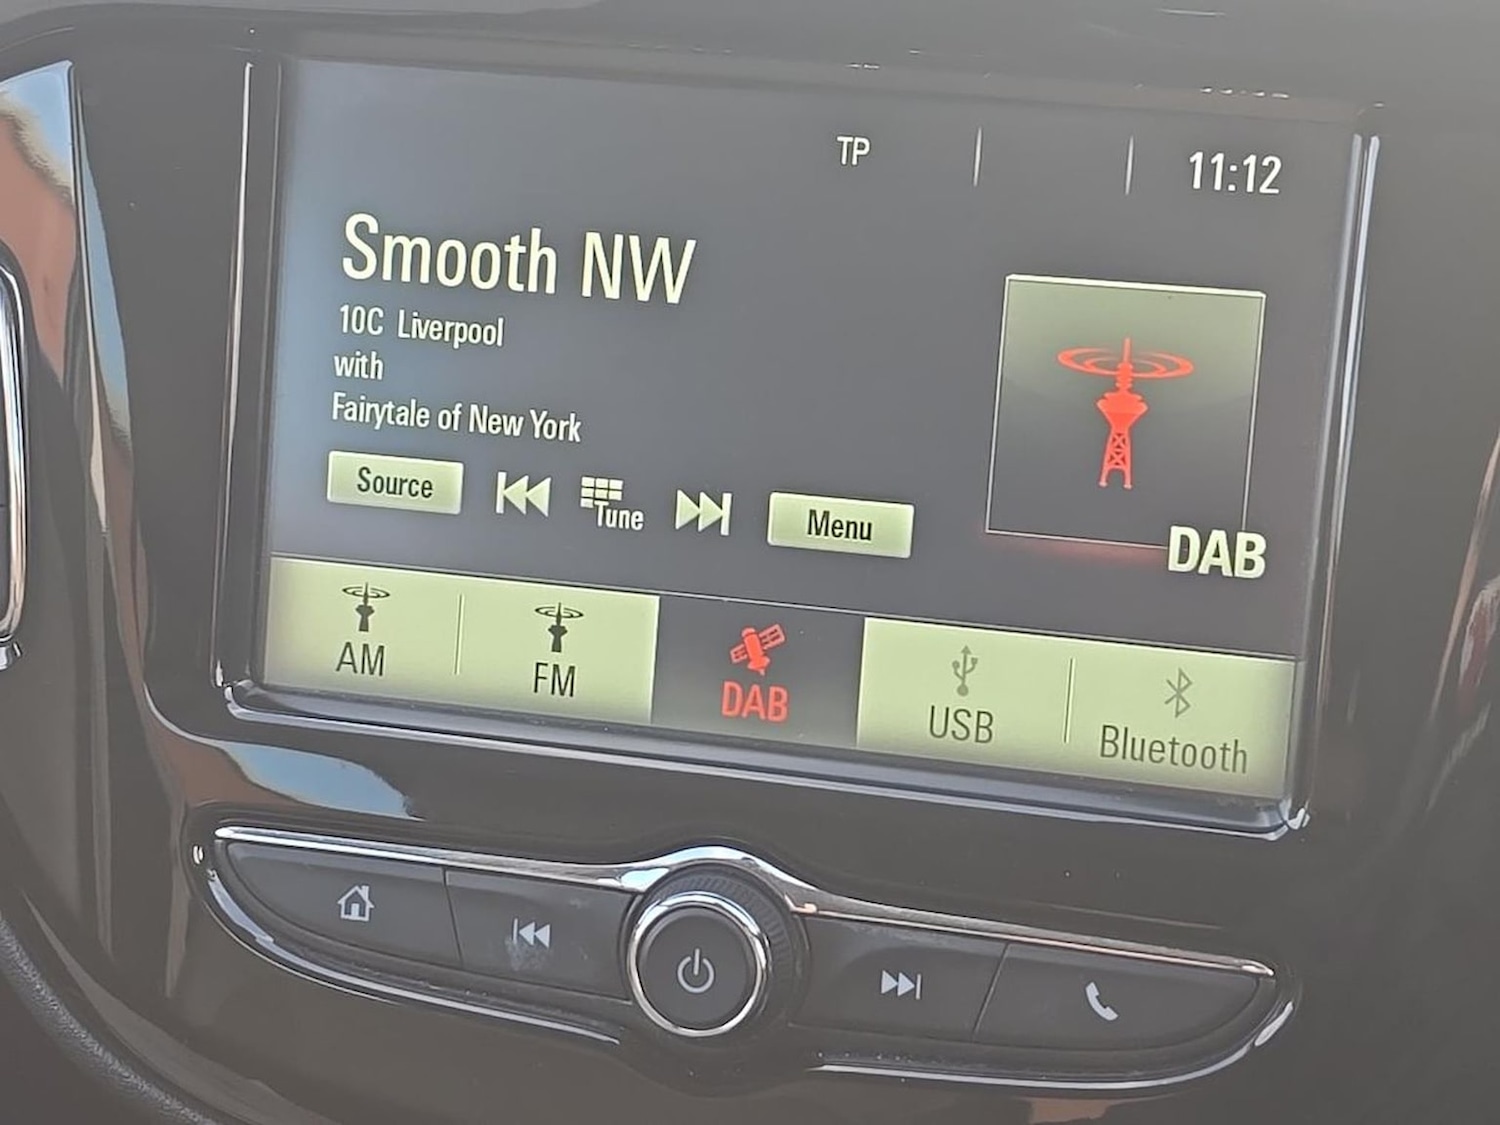 TP 11:12
Smooth NW
10C Liverpool
with
Fairytale of New York
Source Tune Menu
DAB
AM FM DAB USB Bluetooth